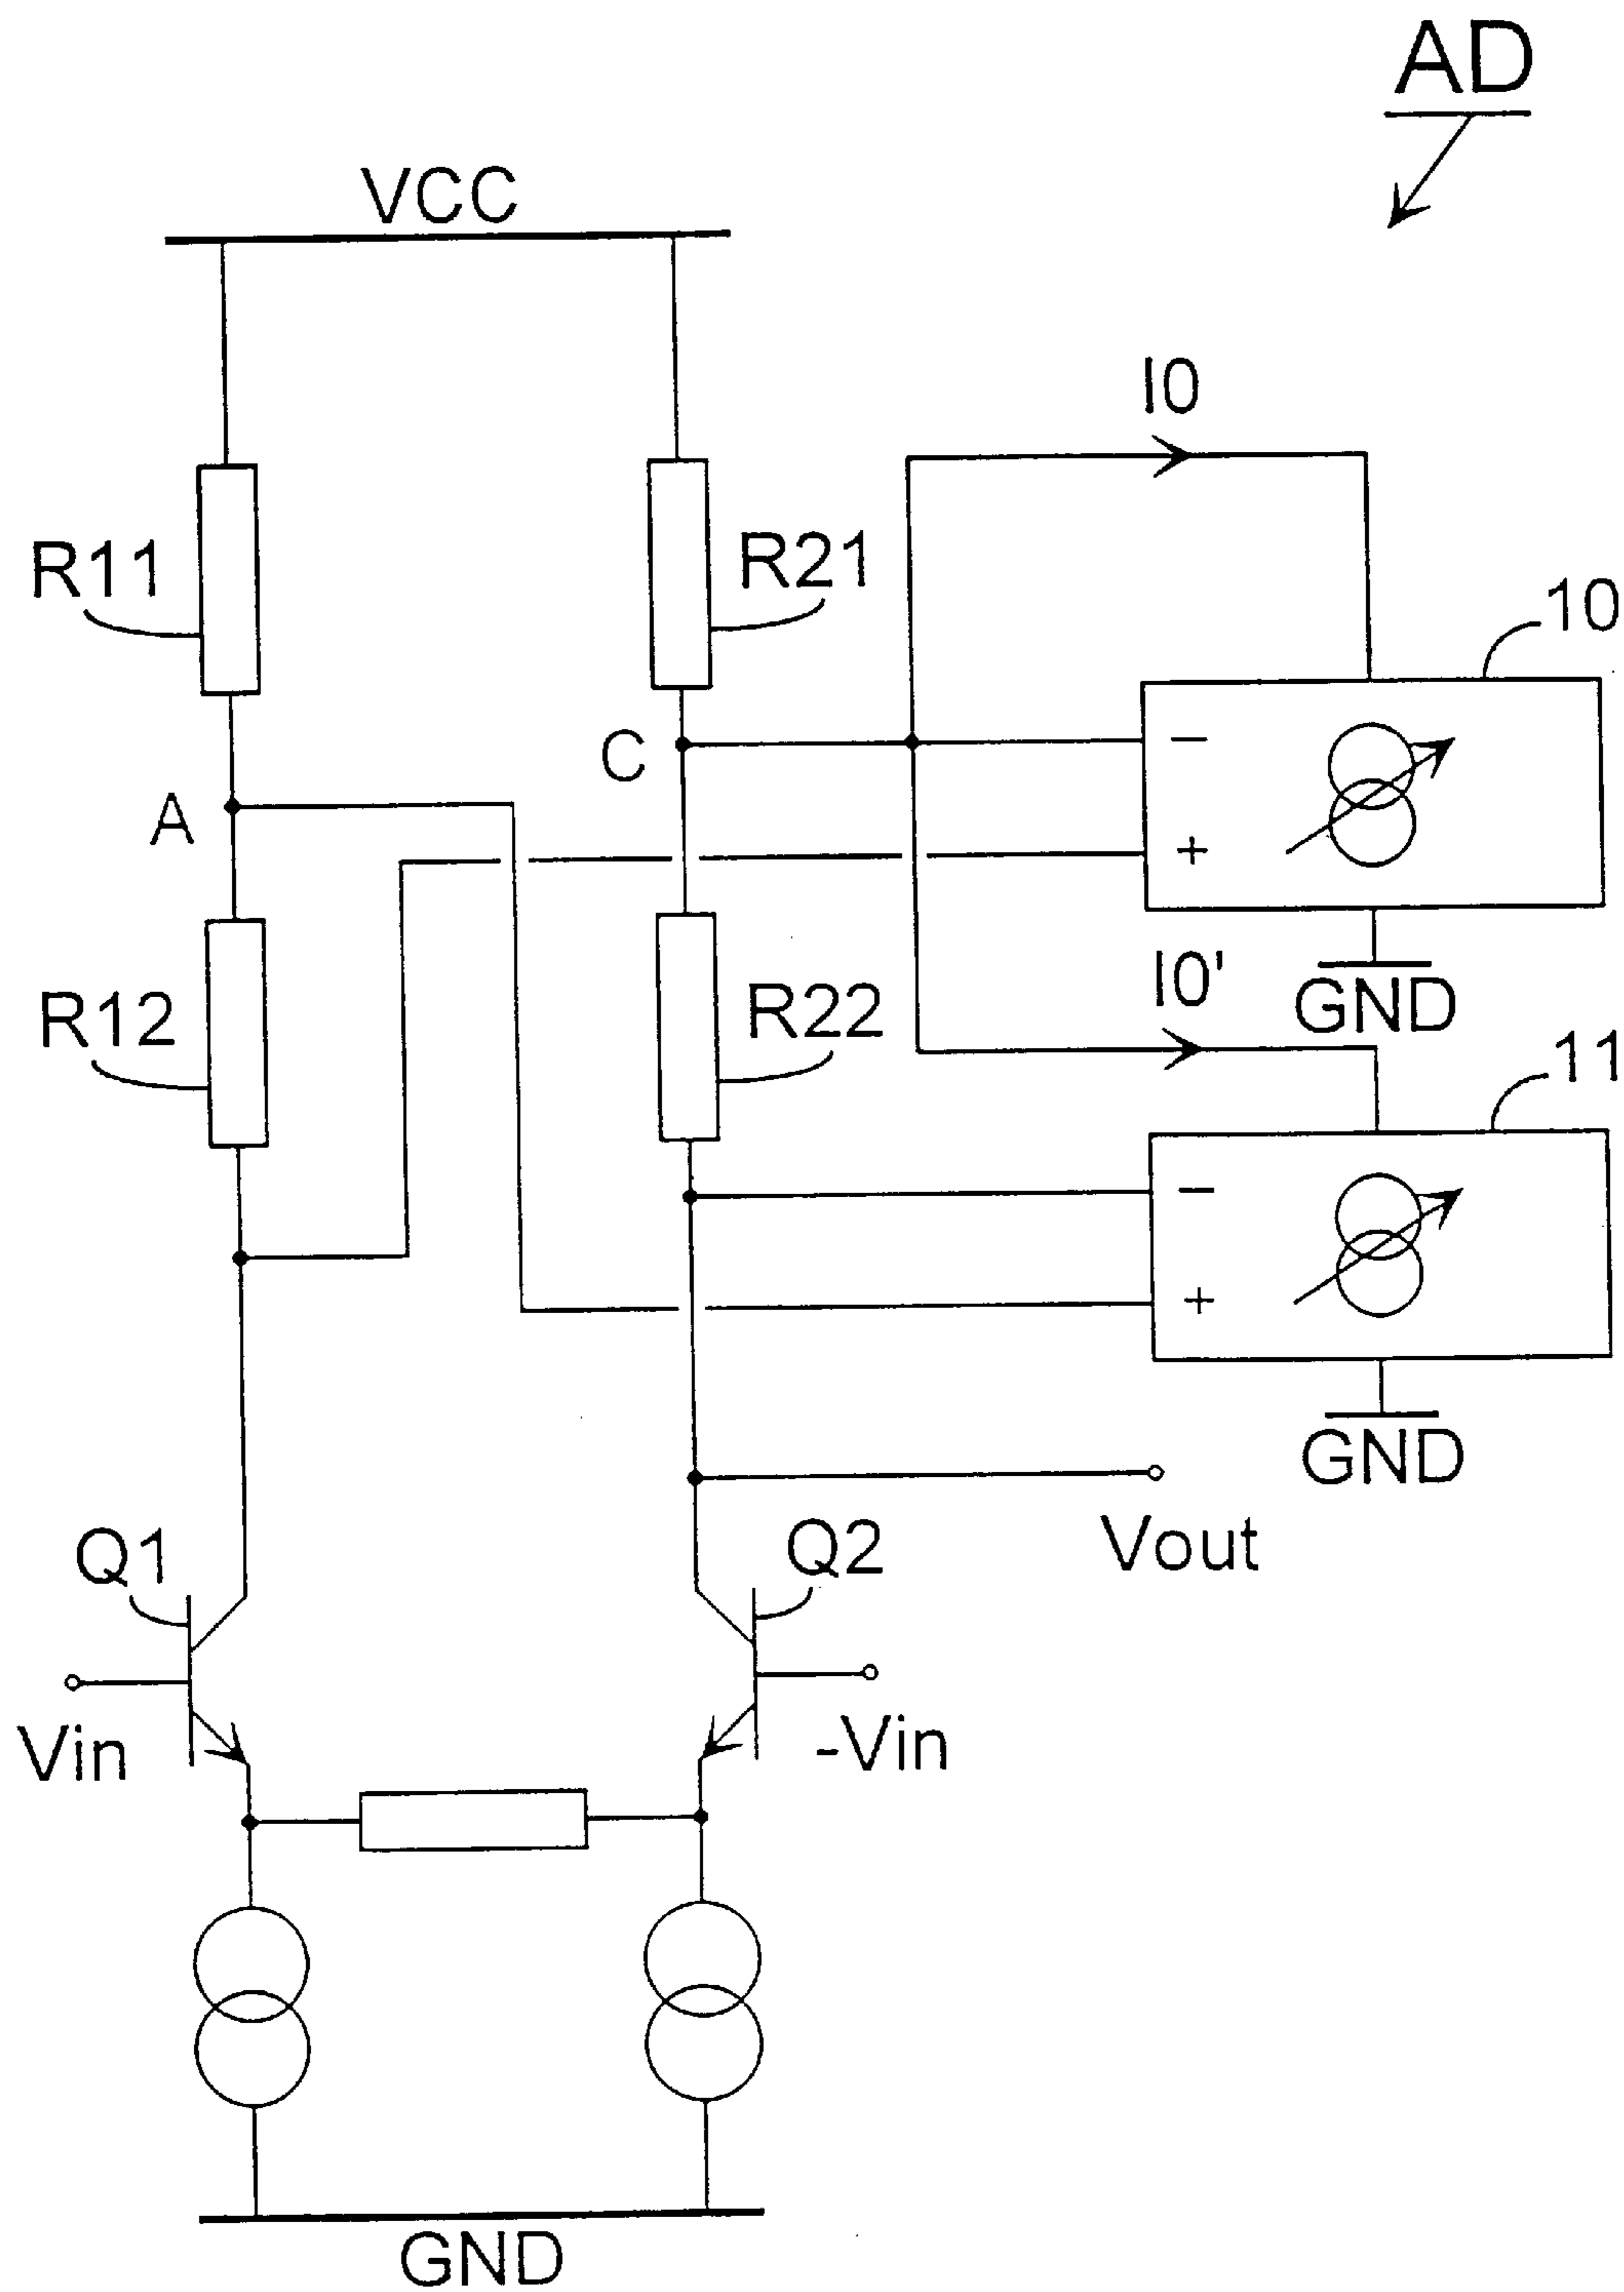 AD
VCC
I0
R11
R21
10
C
A
−
+
I0'
GND
R12
R22
11
−
+
GND
Q1
Q2
Vout
Vin
-Vin
GND